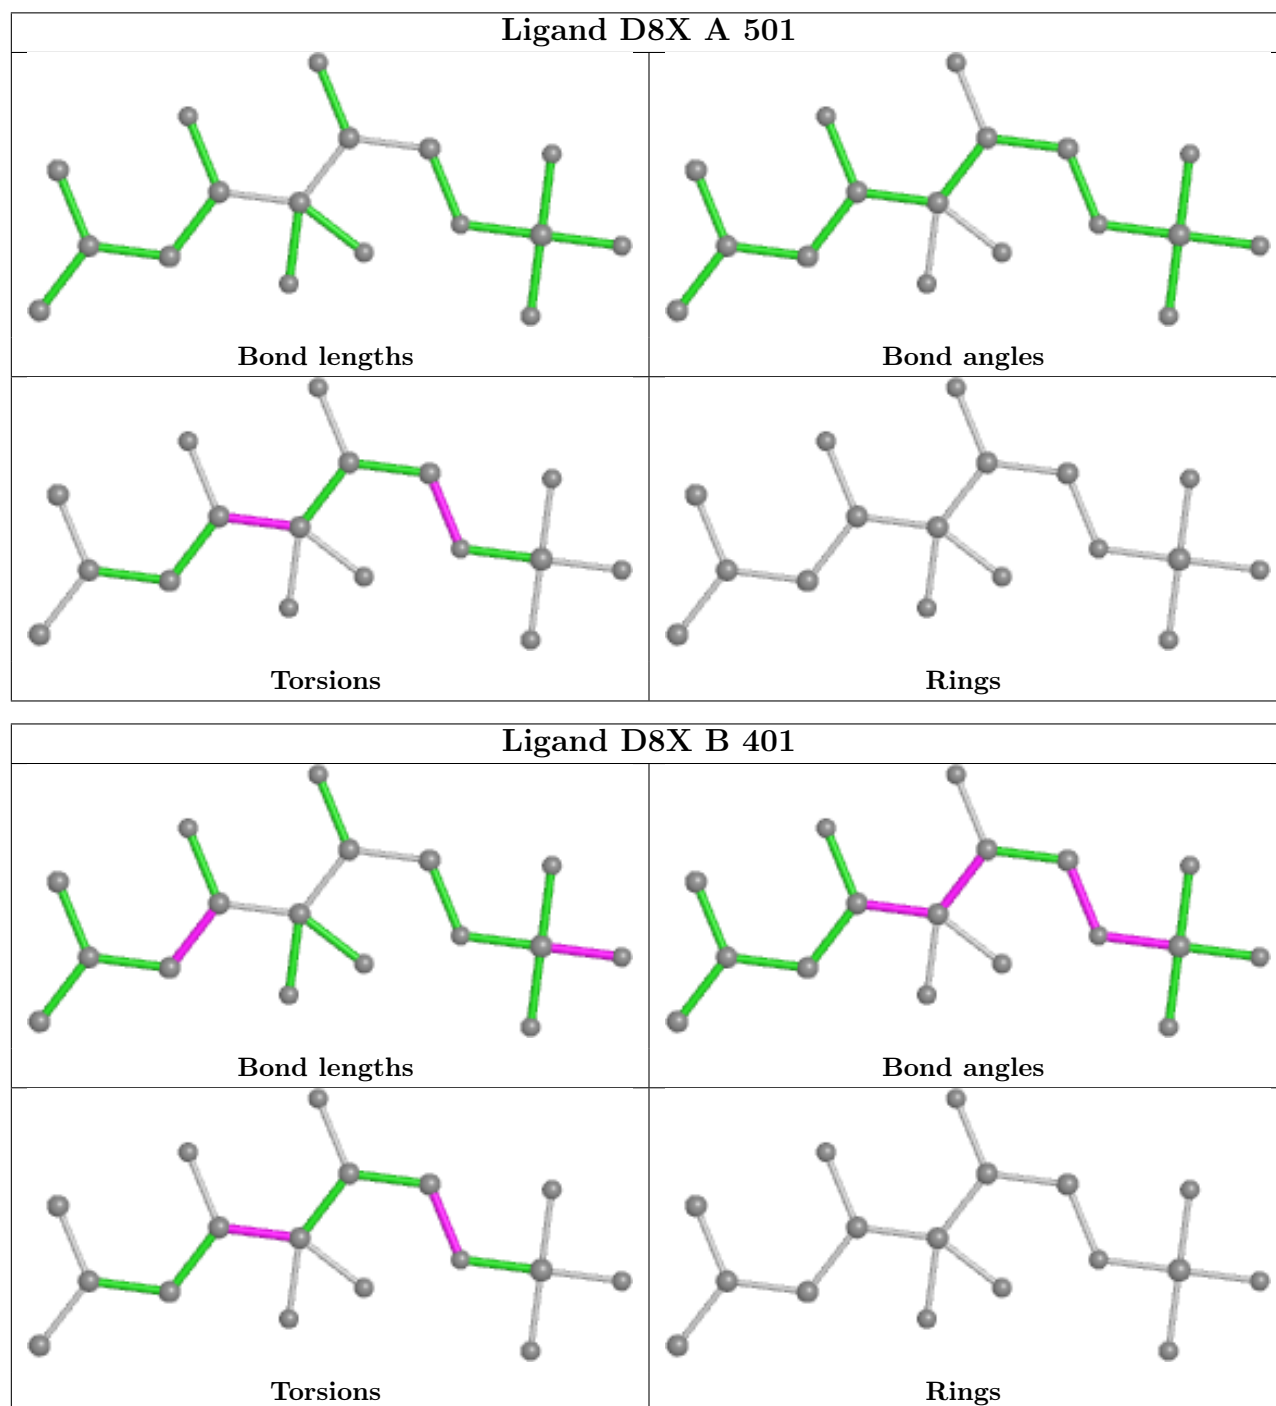 Ligand D8X A 501
Bond lengths
Bond angles
Torsions
Rings
Ligand D8X B 401
Bond lengths
Bond angles
Torsions
Rings